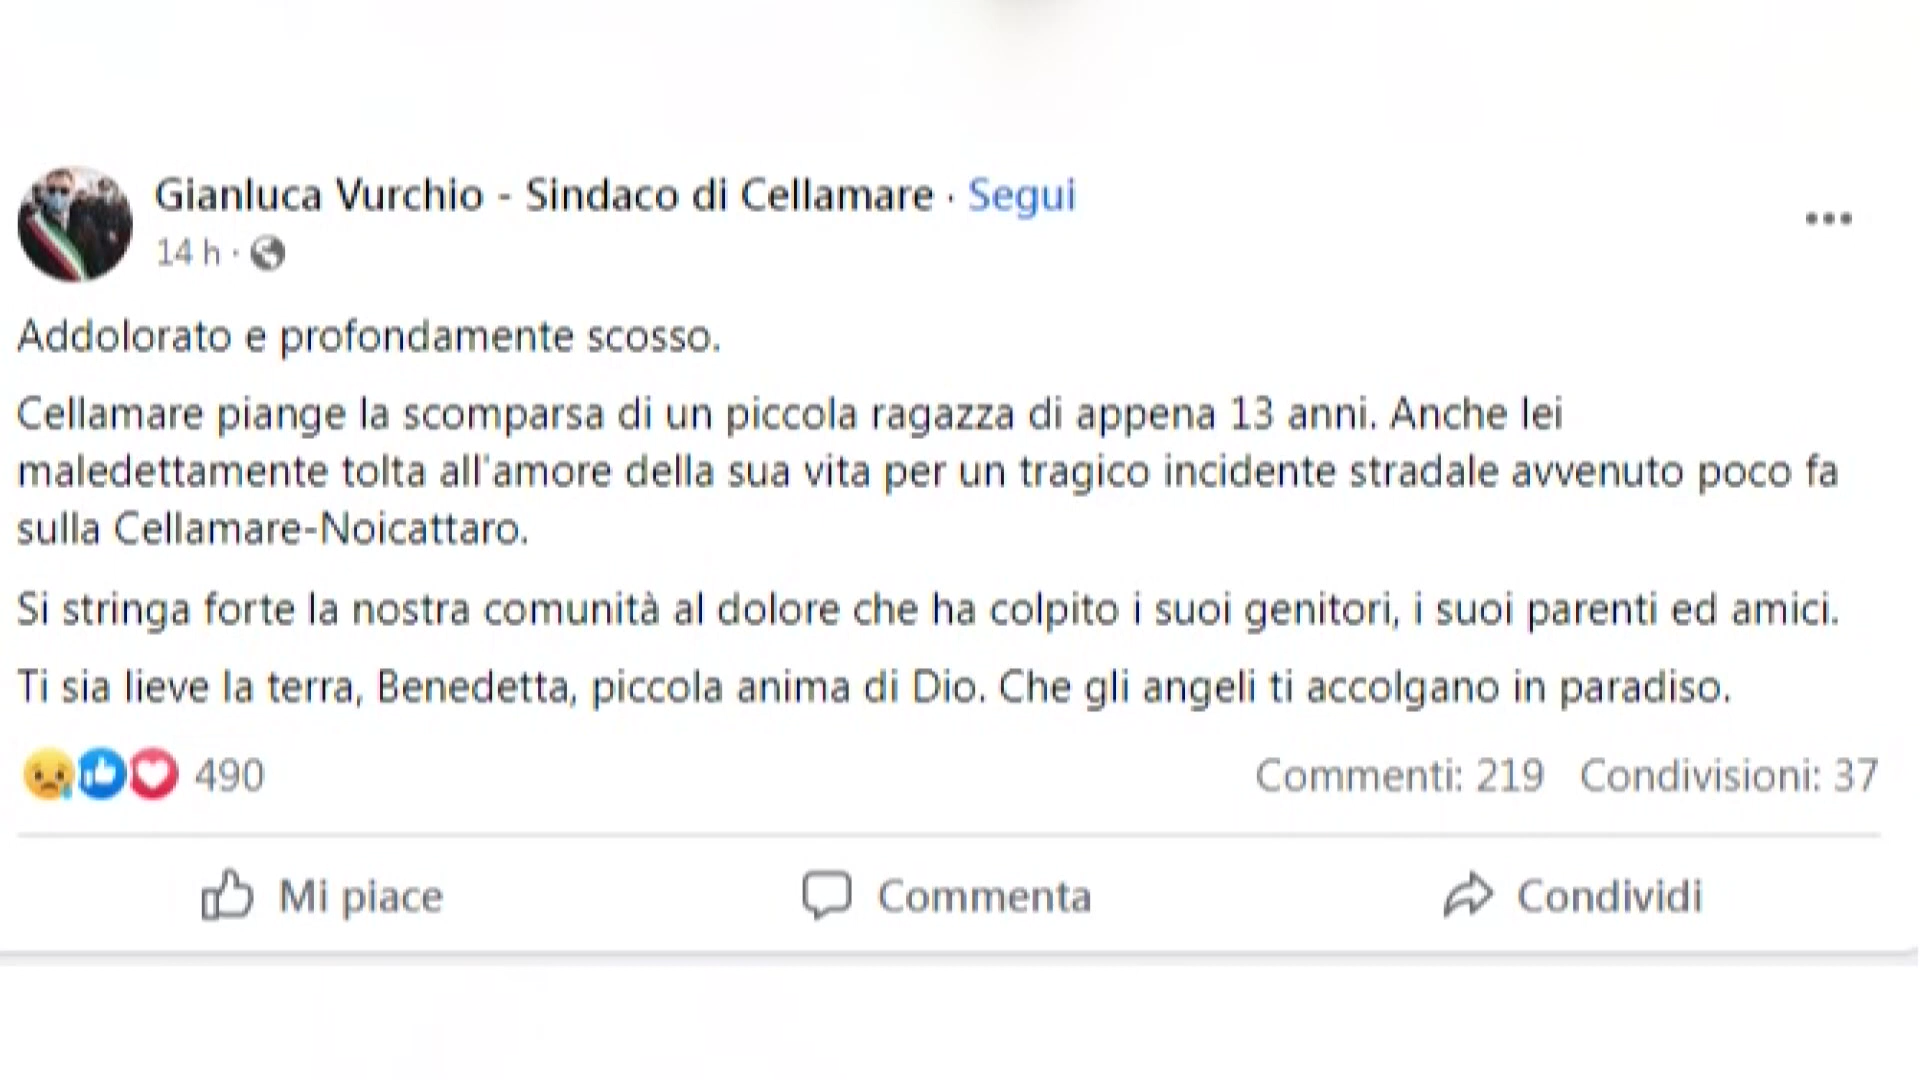 Gianluca Vurchio - Sindaco di Cellamare · Segui
14 h ·
Addolorato e profondamente scosso.
Cellamare piange la scomparsa di un piccola ragazza di appena 13 anni. Anche lei
maledettamente tolta all'amore della sua vita per un tragico incidente stradale avvenuto poco fa
sulla Cellamare-Noicattaro.
Si stringa forte la nostra comunità al dolore che ha colpito i suoi genitori, i suoi parenti ed amici.
Ti sia lieve la terra, Benedetta, piccola anima di Dio. Che gli angeli ti accolgano in paradiso.
490 Commenti: 219 Condivisioni: 37
Mi piace Commenta Condividi